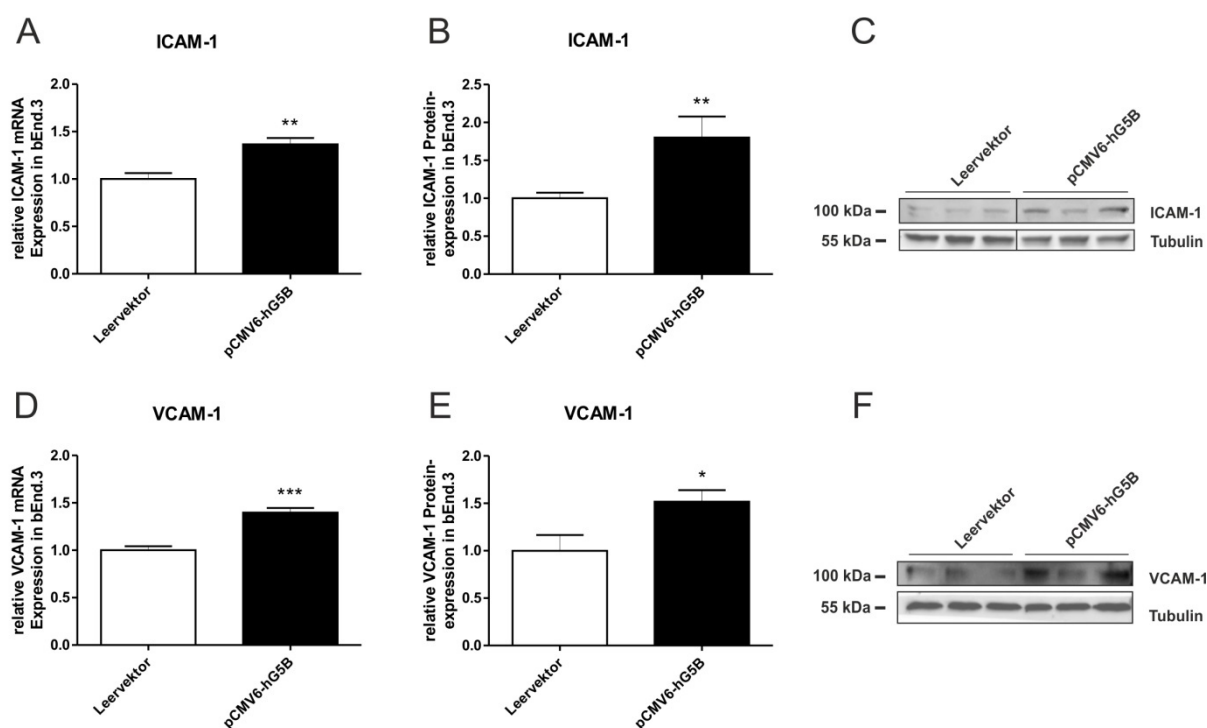 A
ICAM-1
relative ICAM-1 mRNA
Expression in bEnd.3
2.0
1.5
1.0
0.5
0.0
**
Leervektor
pCMV6-hG5B
B
ICAM-1
relative ICAM-1 Protein-
expression in bEnd.3
2.5
2.0
1.5
1.0
0.5
0.0
**
Leervektor
pCMV6-hG5B
C
Leervektor
pCMV6-hG5B
100 kDa
ICAM-1
55 kDa
Tubulin
D
VCAM-1
relative VCAM-1 mRNA
Expression in bEnd.3
2.0
1.5
1.0
0.5
0.0
***
Leervektor
pCMV6-hG5B
E
VCAM-1
relative VCAM-1 Protein-
expression in bEnd.3
2.0
1.5
1.0
0.5
0.0
*
Leervektor
pCMV6-hG5B
F
Leervektor
pCMV6-hG5B
100 kDa
VCAM-1
55 kDa
Tubulin